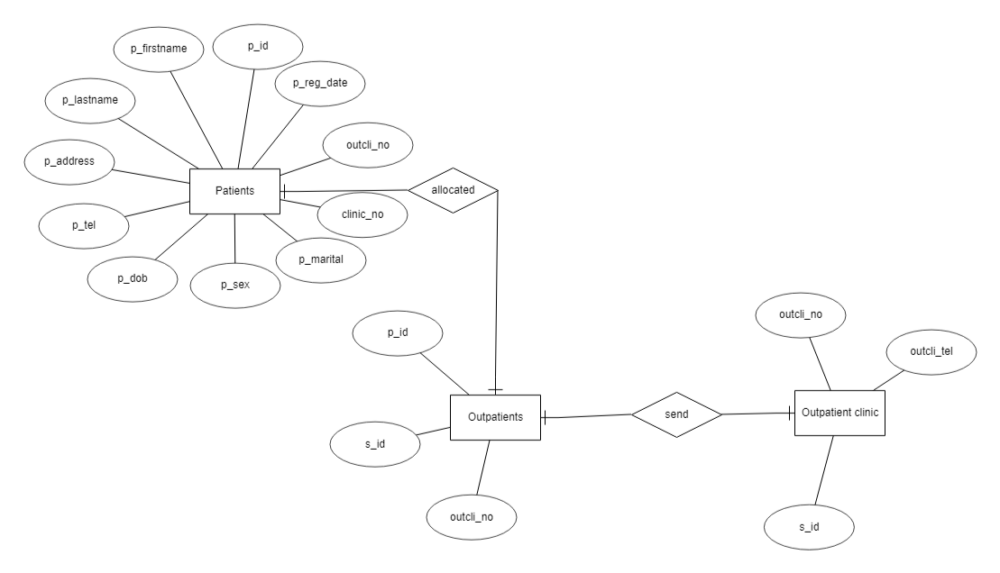 p_firstname
p_id
p_reg_date
p_lastname
outcli_no
p_address
Patients
allocated
clinic_no
p_tel
p_marital
p_dob
p_sex
outcli_no
p_id
outcli_tel
Outpatients
send
Outpatient clinic
s_id
outcli_no
s_id